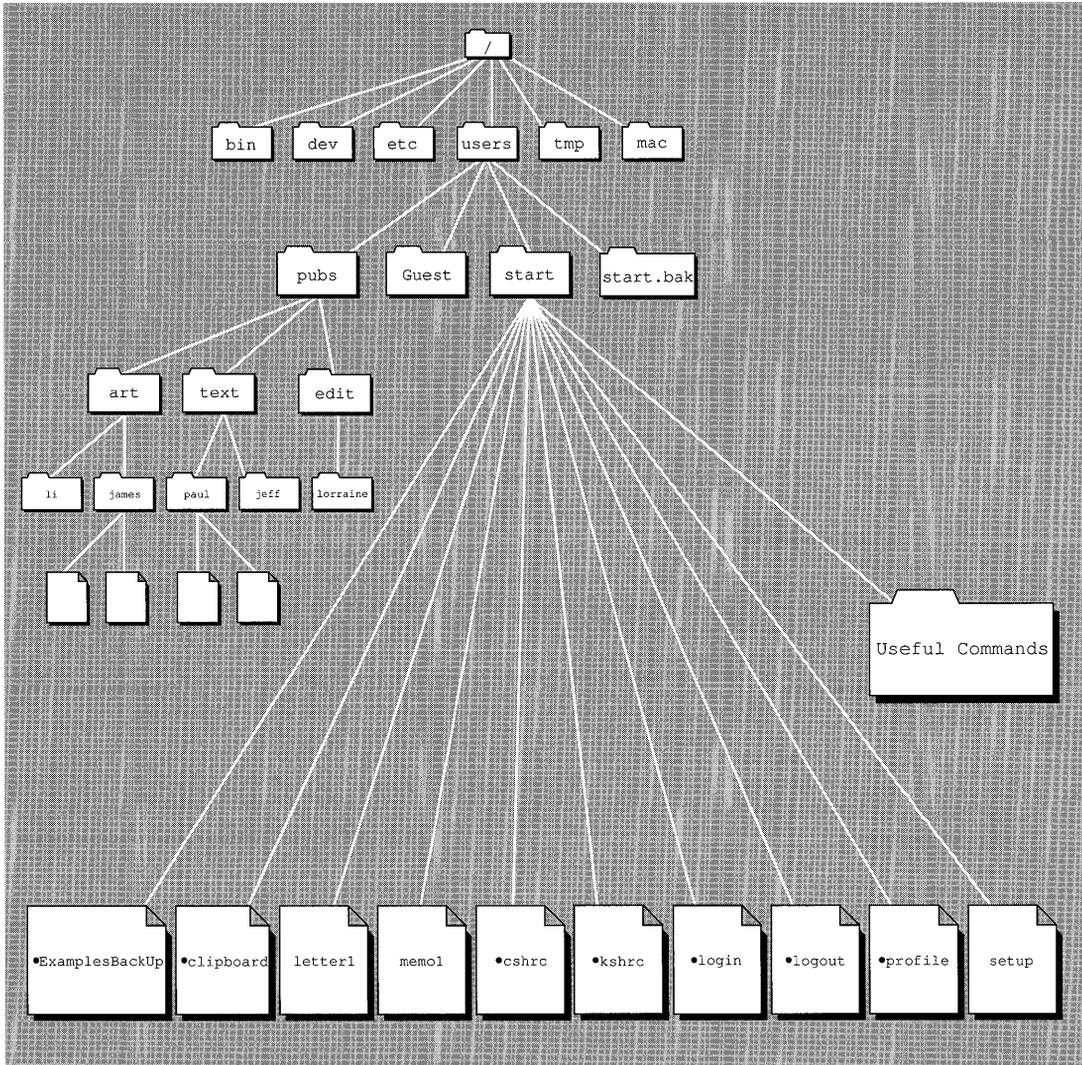 /
bin dev etc users tmp mac
pubs Guest start start.bak
art text edit
li james paul jeff lorraine
Useful Commands
•ExamplesBackUp •clipboard letter1 memo1 •cshrc •kshrc •login •logout •profile setup